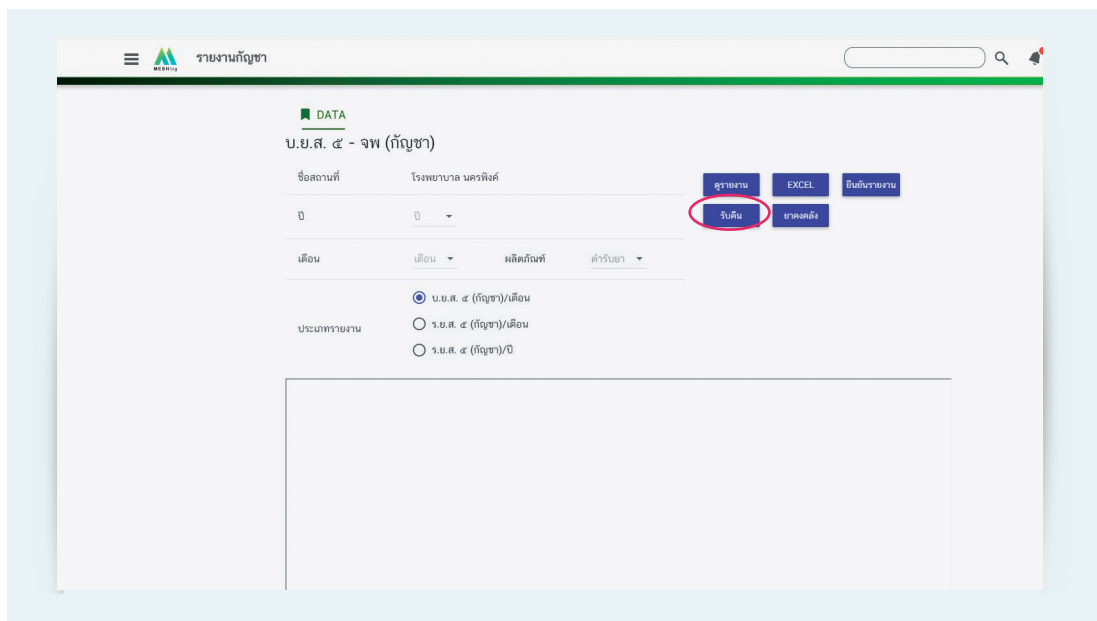 MESHlog
รายงานกัญชา
DATA
บ.ย.ส. ๕ - จพ (กัญชา)
ชื่อสถานที่ โรงพยาบาล นครพิงค์
ดูรายงาน EXCEL ยืนยันรายงาน
ปี ปี
รับคืน ยาคงคลัง
เดือน เดือน ผลิตภัณฑ์ ตำรับยา
บ.ย.ส. ๕ (กัญชา)/เดือน
ประเภทรายงาน ร.ย.ส. ๕ (กัญชา)/เดือน
ร.ย.ส. ๕ (กัญชา)/ปี